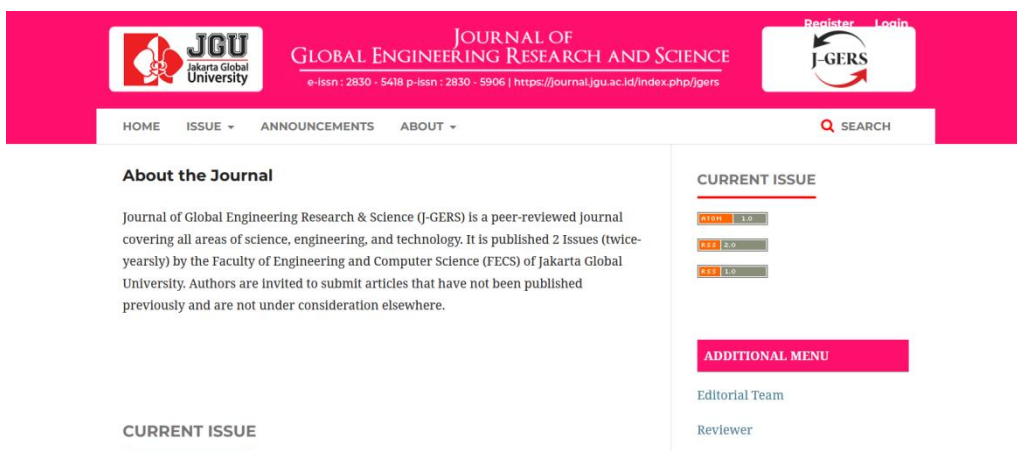 Register Login
JGU
Jakarta Global
University
JOURNAL OF
GLOBAL ENGINEERING RESEARCH AND SCIENCE
e-issn : 2830 - 5418 p-issn : 2830 - 5906 | https://journal.jgu.ac.id/index.php/jgers
J-GERS
HOME ISSUE ANNOUNCEMENTS ABOUT SEARCH
About the Journal
Journal of Global Engineering Research & Science (J-GERS) is a peer-reviewed journal
covering all areas of science, engineering, and technology. It is published 2 Issues (twice-
yearsly) by the Faculty of Engineering and Computer Science (FECS) of Jakarta Global
University. Authors are invited to submit articles that have not been published
previously and are not under consideration elsewhere.
CURRENT ISSUE
CURRENT ISSUE
ATOM 1.0
RSS 2.0
RSS 1.0
ADDITIONAL MENU
Editorial Team
Reviewer